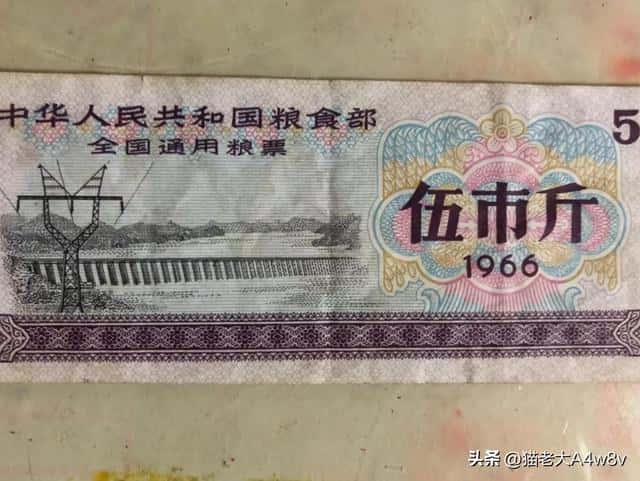 中华人民共和国粮食部
全国通用粮票
5
伍市斤
1966
头条 @猫老大A4w8v